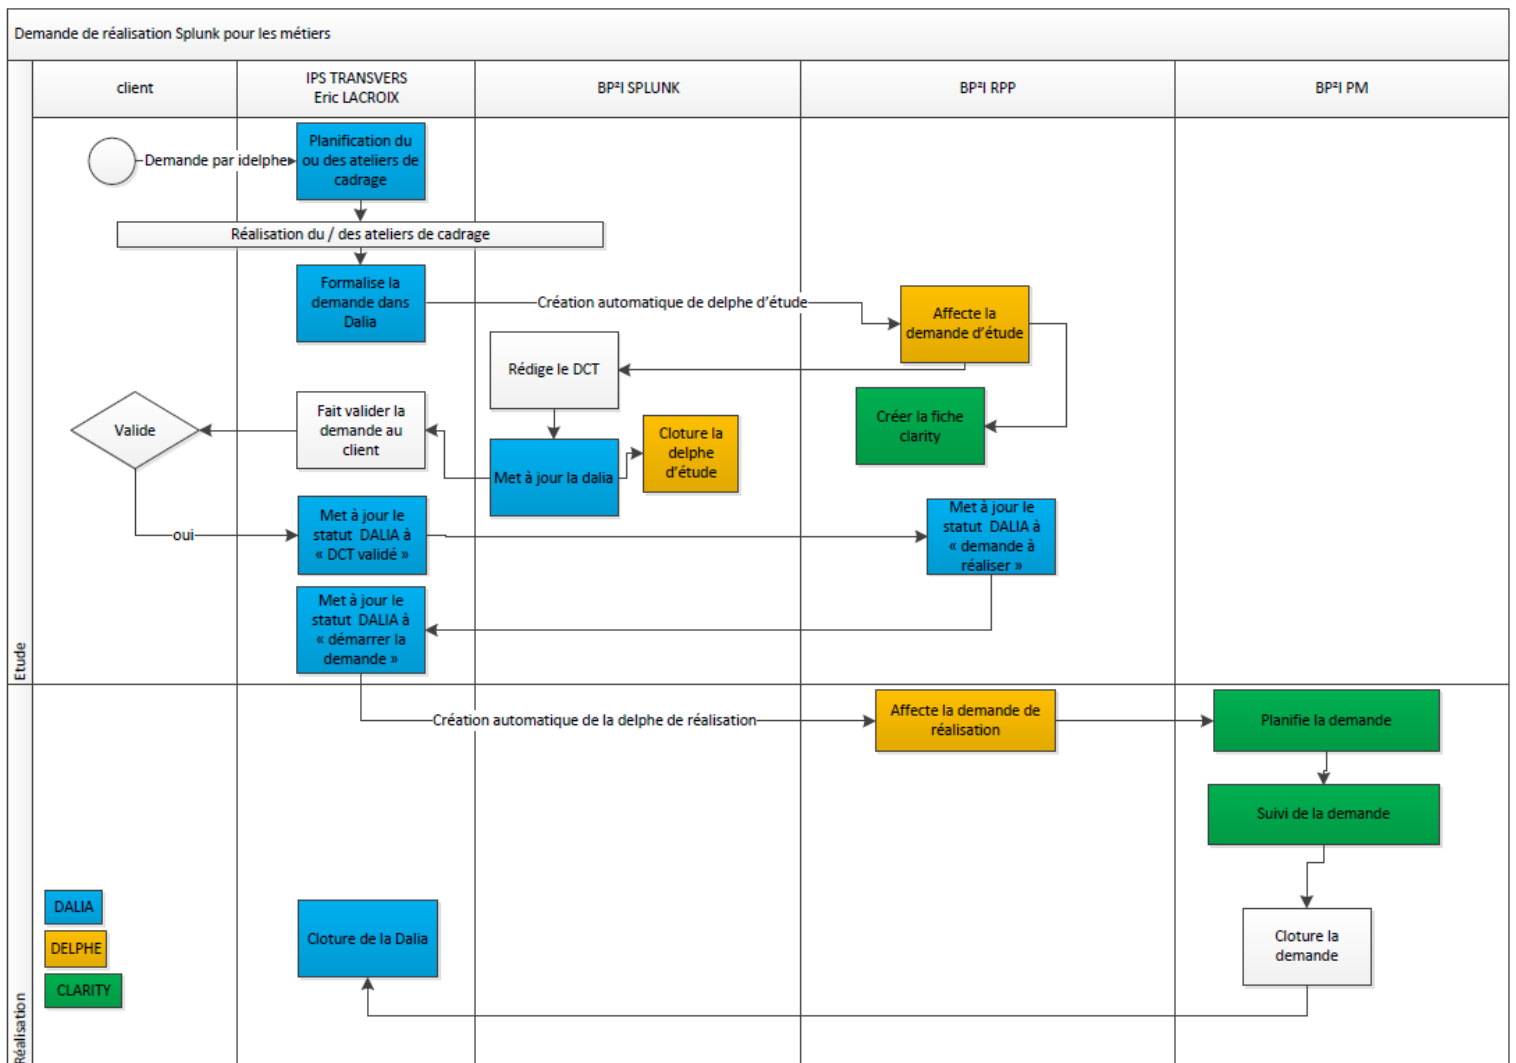 Demande de réalisation Splunk pour les métiers
client
IPS TRANSVERS
Eric LACROIX
BP²I SPLUNK
BP²I RPP
BP²I PM
Etude
Demande par idelphe
Planification du
ou des ateliers de
cadrage
Réalisation du / des ateliers de cadrage
Formalise la
demande dans
Dalia
Création automatique de delphe d'étude
Affecte la
demande d'étude
Rédige le DCT
Créer la fiche
clarity
Valide
Fait valider la
demande au
client
Met à jour la dalia
Cloture la
delphe
d'étude
oui
Met à jour le
statut DALIA à
« DCT validé »
Met à jour le
statut DALIA à
« demande à
réaliser »
Met à jour le
statut DALIA à
« démarrer la
demande »
Réalisation
Création automatique de la delphe de réalisation
Affecte la demande de
réalisation
Planifie la demande
Suivi de la demande
Cloture la
demande
Cloture de la Dalia
DALIA
DELPHE
CLARITY